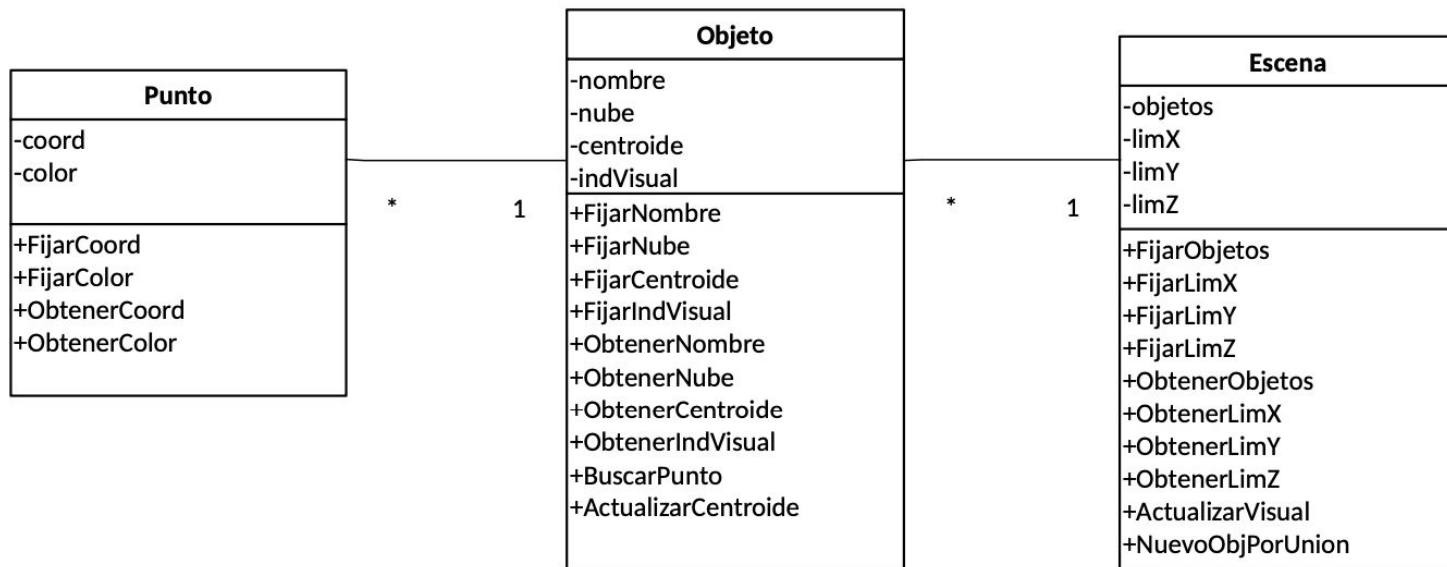 Punto
-coord
-color
+FijarCoord
+FijarColor
+ObtenerCoord
+ObtenerColor
*
1
Objeto
-nombre
-nube
-centroide
-indVisual
+FijarNombre
+FijarNube
+FijarCentroide
+FijarIndVisual
+ObtenerNombre
+ObtenerNube
+ObtenerCentroide
+ObtenerIndVisual
+BuscarPunto
+ActualizarCentroide
*
1
Escena
-objetos
-limX
-limY
-limZ
+FijarObjetos
+FijarLimX
+FijarLimY
+FijarLimZ
+ObtenerObjetos
+ObtenerLimX
+ObtenerLimY
+ObtenerLimZ
+ActualizarVisual
+NuevoObjPorUnion